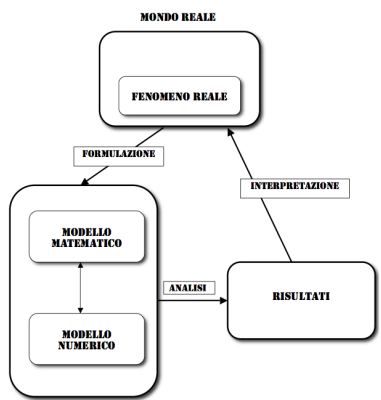 MONDO REALE
FENOMENO REALE
FORMULAZIONE
INTERPRETAZIONE
MODELLO
MATEMATICO
ANALISI
RISULTATI
MODELLO
NUMERICO